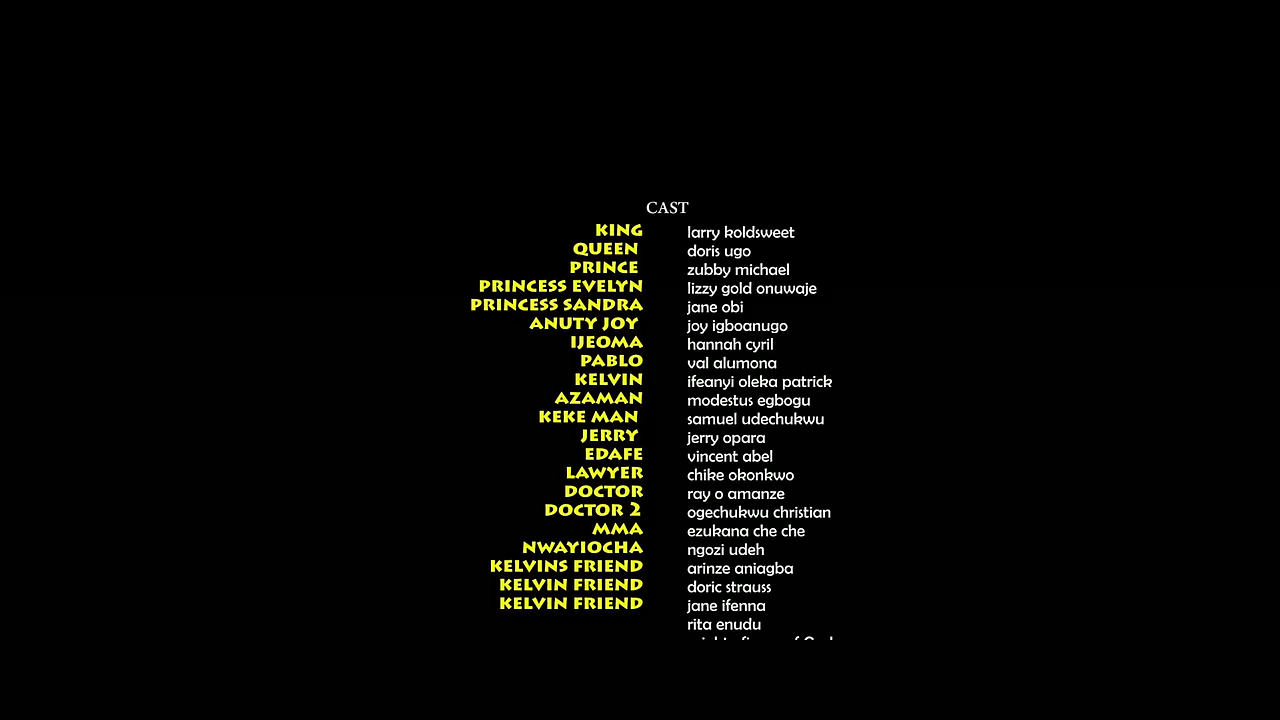 CAST
KING larry koldsweet
QUEEN doris ugo
PRINCE zubby michael
PRINCESS EVELYN lizzy gold onuwaje
PRINCESS SANDRA jane obi
ANUTY JOY joy igboanugo
IJEOMA hannah cyril
PABLO val alumona
KELVIN ifeanyi oleka patrick
AZAMAN modestus egbogu
KEKE MAN samuel udechukwu
JERRY jerry opara
EDAFE vincent abel
LAWYER chike okonkwo
DOCTOR ray o amanze
DOCTOR 2 ogechukwu christian
MMA ezukana che che
NWAYIOCHA ngozi udeh
KELVINS FRIEND arinze aniagba
KELVIN FRIEND doric strauss
KELVIN FRIEND jane ifenna
rita enudu